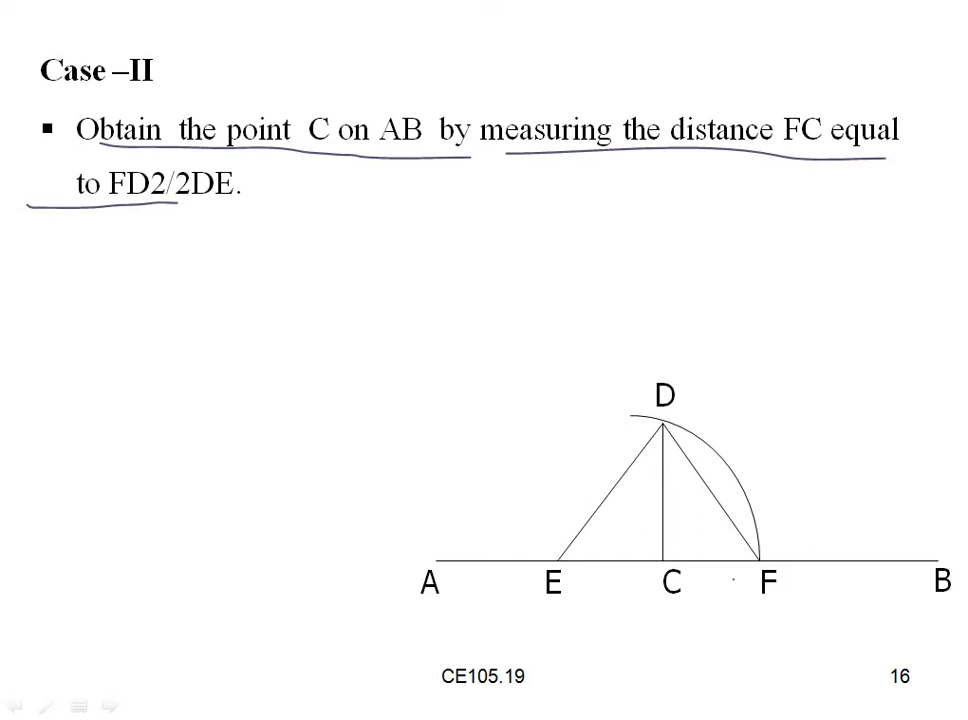 Case –II
▪ Obtain the point C on AB by measuring the distance FC equal
to FD2/2DE.
D
A E C F B
CE105.19 16